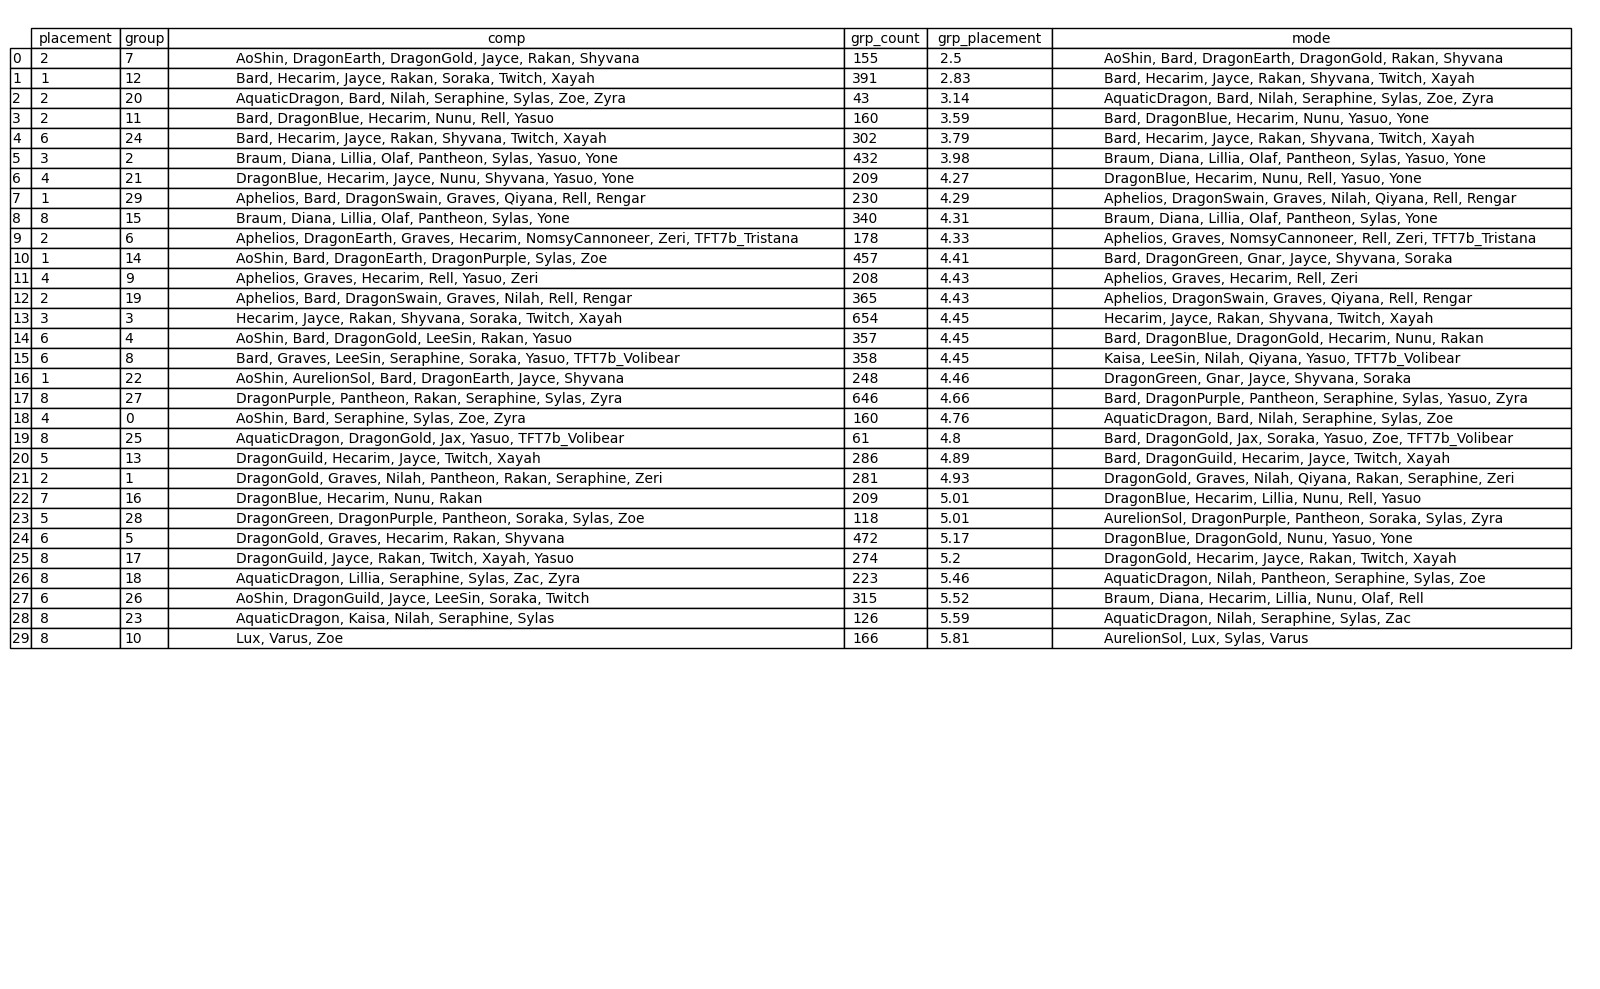 placement group comp grp_count grp_placement mode
0 2 7 AoShin, DragonEarth, DragonGold, Jayce, Rakan, Shyvana 155 2.5 AoShin, Bard, DragonEarth, DragonGold, Rakan, Shyvana
1 1 12 Bard, Hecarim, Jayce, Rakan, Soraka, Twitch, Xayah 391 2.83 Bard, Hecarim, Jayce, Rakan, Shyvana, Twitch, Xayah
2 2 20 AquaticDragon, Bard, Nilah, Seraphine, Sylas, Zoe, Zyra 43 3.14 AquaticDragon, Bard, Nilah, Seraphine, Sylas, Zoe, Zyra
3 2 11 Bard, DragonBlue, Hecarim, Nunu, Rell, Yasuo 160 3.59 Bard, DragonBlue, Hecarim, Nunu, Yasuo, Yone
4 6 24 Bard, Hecarim, Jayce, Rakan, Shyvana, Twitch, Xayah 302 3.79 Bard, Hecarim, Jayce, Rakan, Shyvana, Twitch, Xayah
5 3 2 Braum, Diana, Lillia, Olaf, Pantheon, Sylas, Yasuo, Yone 432 3.98 Braum, Diana, Lillia, Olaf, Pantheon, Sylas, Yasuo, Yone
6 4 21 DragonBlue, Hecarim, Jayce, Nunu, Shyvana, Yasuo, Yone 209 4.27 DragonBlue, Hecarim, Nunu, Rell, Yasuo, Yone
7 1 29 Aphelios, Bard, DragonSwain, Graves, Qiyana, Rell, Rengar 230 4.29 Aphelios, DragonSwain, Graves, Nilah, Qiyana, Rell, Rengar
8 8 15 Braum, Diana, Lillia, Olaf, Pantheon, Sylas, Yone 340 4.31 Braum, Diana, Lillia, Olaf, Pantheon, Sylas, Yone
9 2 6 Aphelios, DragonEarth, Graves, Hecarim, NomsyCannoneer, Zeri, TFT7b_Tristana 178 4.33 Aphelios, Graves, NomsyCannoneer, Rell, Zeri, TFT7b_Tristana
10 1 14 AoShin, Bard, DragonEarth, DragonPurple, Sylas, Zoe 457 4.41 Bard, DragonGreen, Gnar, Jayce, Shyvana, Soraka
11 4 9 Aphelios, Graves, Hecarim, Rell, Yasuo, Zeri 208 4.43 Aphelios, Graves, Hecarim, Rell, Zeri
12 2 19 Aphelios, Bard, DragonSwain, Graves, Nilah, Rell, Rengar 365 4.43 Aphelios, DragonSwain, Graves, Qiyana, Rell, Rengar
13 3 3 Hecarim, Jayce, Rakan, Shyvana, Soraka, Twitch, Xayah 654 4.45 Hecarim, Jayce, Rakan, Shyvana, Twitch, Xayah
14 6 4 AoShin, Bard, DragonGold, LeeSin, Rakan, Yasuo 357 4.45 Bard, DragonBlue, DragonGold, Hecarim, Nunu, Rakan
15 6 8 Bard, Graves, LeeSin, Seraphine, Soraka, Yasuo, TFT7b_Volibear 358 4.45 Kaisa, LeeSin, Nilah, Qiyana, Yasuo, TFT7b_Volibear
16 1 22 AoShin, AurelionSol, Bard, DragonEarth, Jayce, Shyvana 248 4.46 DragonGreen, Gnar, Jayce, Shyvana, Soraka
17 8 27 DragonPurple, Pantheon, Rakan, Seraphine, Sylas, Zyra 646 4.66 Bard, DragonPurple, Pantheon, Seraphine, Sylas, Yasuo, Zyra
18 4 0 AoShin, Bard, Seraphine, Sylas, Zoe, Zyra 160 4.76 AquaticDragon, Bard, Nilah, Seraphine, Sylas, Zoe
19 8 25 AquaticDragon, DragonGold, Jax, Yasuo, TFT7b_Volibear 61 4.8 Bard, DragonGold, Jax, Soraka, Yasuo, Zoe, TFT7b_Volibear
20 5 13 DragonGuild, Hecarim, Jayce, Twitch, Xayah 286 4.89 Bard, DragonGuild, Hecarim, Jayce, Twitch, Xayah
21 2 1 DragonGold, Graves, Nilah, Pantheon, Rakan, Seraphine, Zeri 281 4.93 DragonGold, Graves, Nilah, Qiyana, Rakan, Seraphine, Zeri
22 7 16 DragonBlue, Hecarim, Nunu, Rakan 209 5.01 DragonBlue, Hecarim, Lillia, Nunu, Rell, Yasuo
23 5 28 DragonGreen, DragonPurple, Pantheon, Soraka, Sylas, Zoe 118 5.01 AurelionSol, DragonPurple, Pantheon, Soraka, Sylas, Zyra
24 6 5 DragonGold, Graves, Hecarim, Rakan, Shyvana 472 5.17 DragonBlue, DragonGold, Nunu, Yasuo, Yone
25 8 17 DragonGuild, Jayce, Rakan, Twitch, Xayah, Yasuo 274 5.2 DragonGold, Hecarim, Jayce, Rakan, Twitch, Xayah
26 8 18 AquaticDragon, Lillia, Seraphine, Sylas, Zac, Zyra 223 5.46 AquaticDragon, Nilah, Pantheon, Seraphine, Sylas, Zoe
27 6 26 AoShin, DragonGuild, Jayce, LeeSin, Soraka, Twitch 315 5.52 Braum, Diana, Hecarim, Lillia, Nunu, Olaf, Rell
28 8 23 AquaticDragon, Kaisa, Nilah, Seraphine, Sylas 126 5.59 AquaticDragon, Nilah, Seraphine, Sylas, Zac
29 8 10 Lux, Varus, Zoe 166 5.81 AurelionSol, Lux, Sylas, Varus